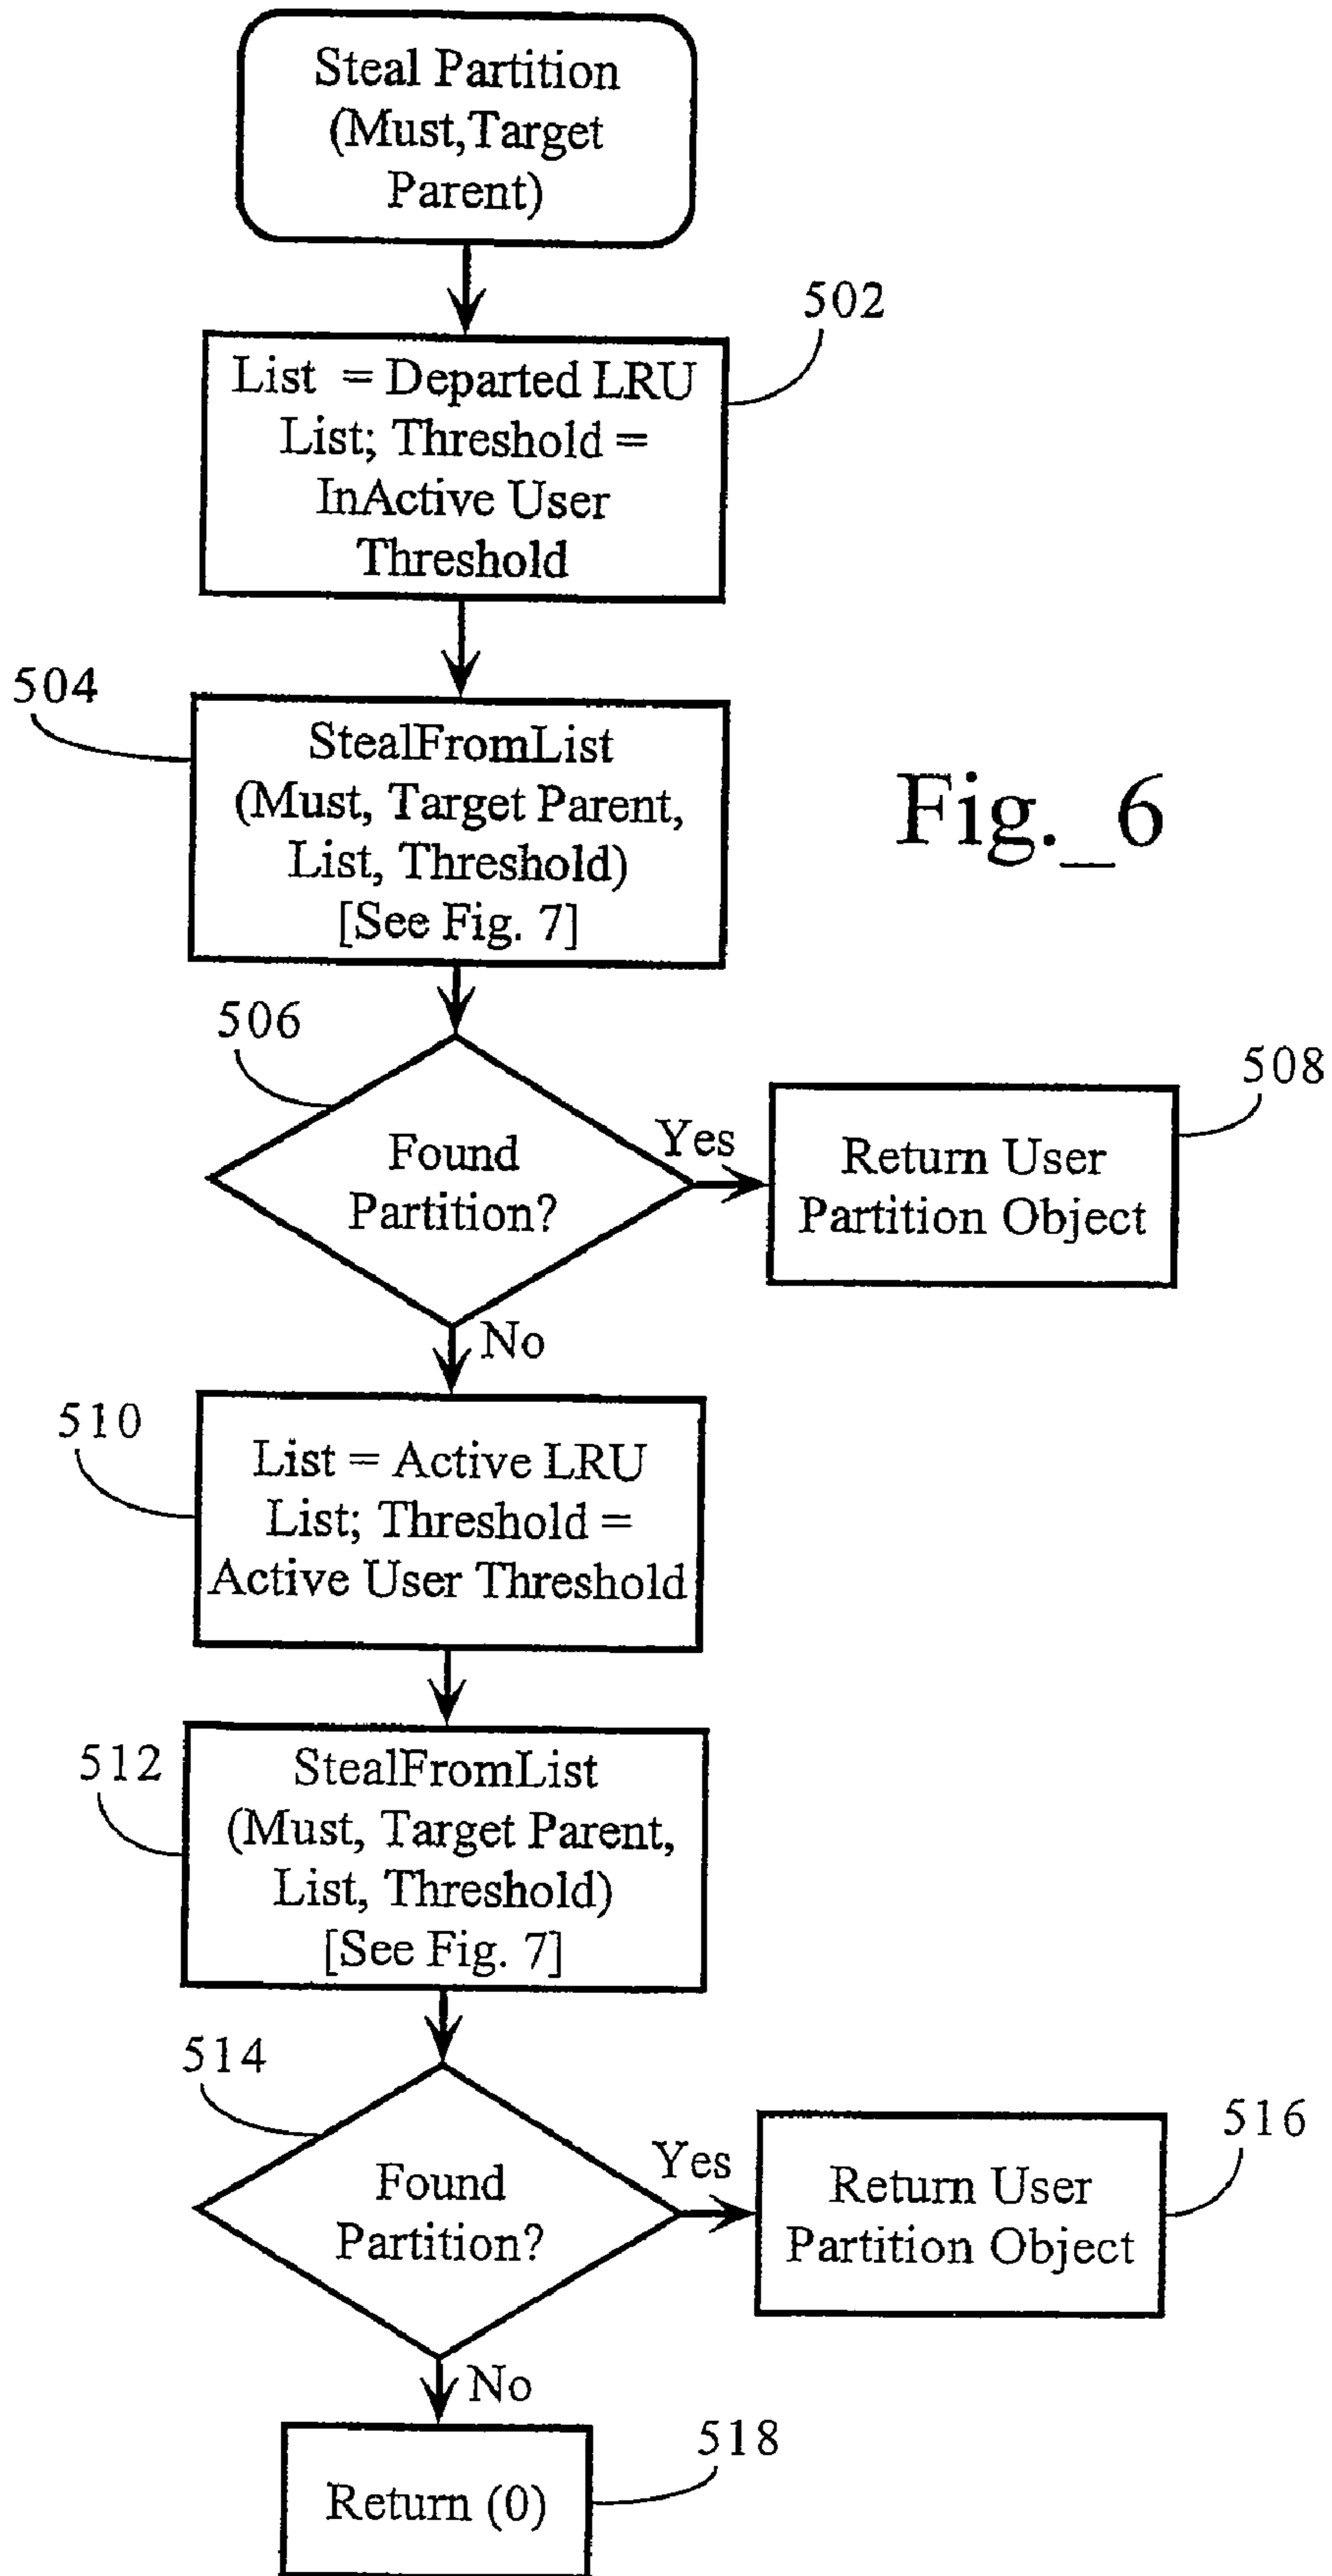 Steal Partition
(Must,Target
Parent)
502
List = Departed LRU
List; Threshold =
InActive User
Threshold
504
StealFromList
(Must, Target Parent,
List, Threshold)
[See Fig. 7]
Fig._6
506
Found
Partition?
Yes
508
Return User
Partition Object
No
510
List = Active LRU
List; Threshold =
Active User Threshold
512
StealFromList
(Must, Target Parent,
List, Threshold)
[See Fig. 7]
514
Found
Partition?
Yes
516
Return User
Partition Object
No
518
Return (0)